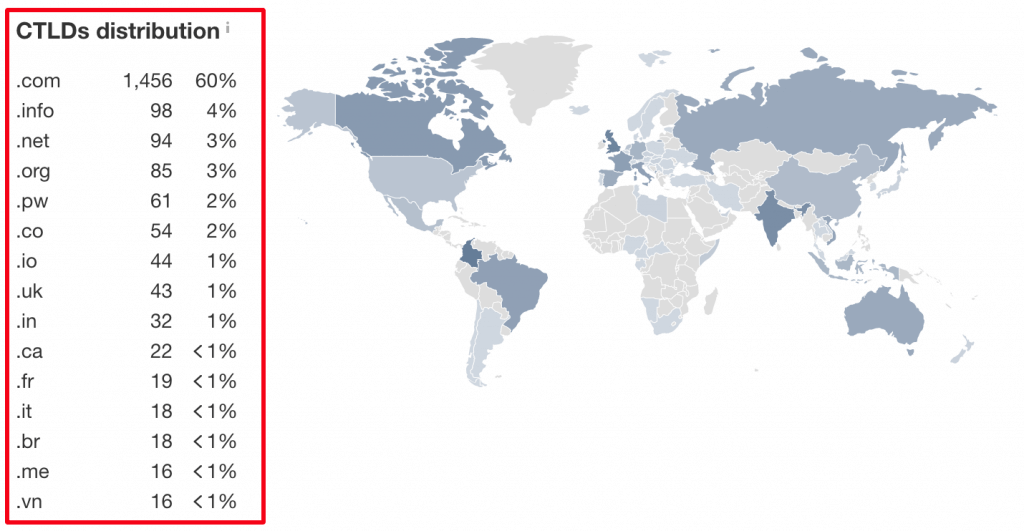 CTLDs distribution i
.com 1,456 60%
.info 98 4%
.net 94 3%
.org 85 3%
.pw 61 2%
.co 54 2%
.io 44 1%
.uk 43 1%
.in 32 1%
.ca 22 <1%
.fr 19 <1%
.it 18 <1%
.br 18 <1%
.me 16 <1%
.vn 16 <1%